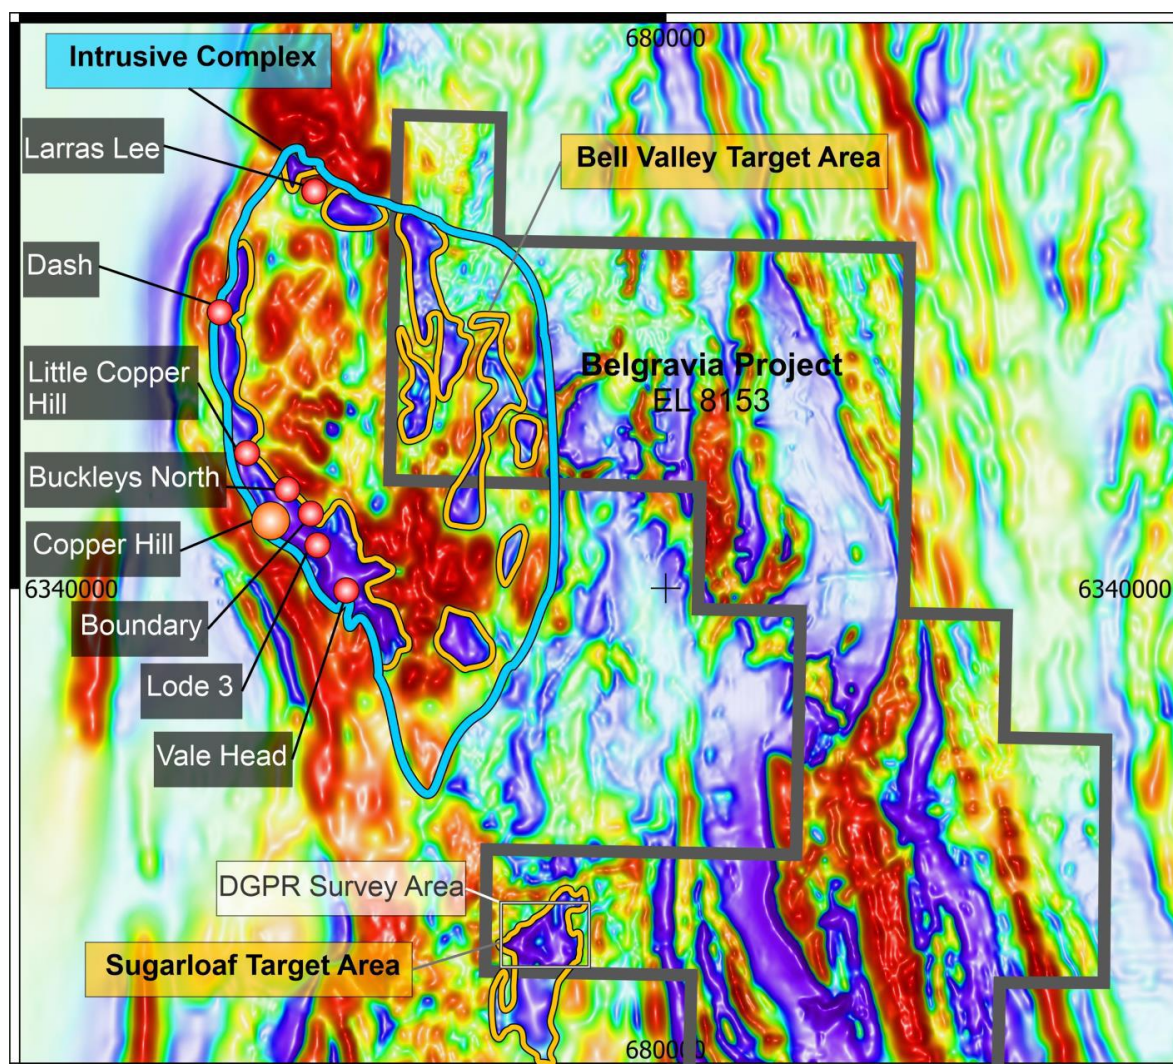 680000
Intrusive Complex
Larras Lee
Bell Valley Target Area
Dash
Little Copper
Hill
Belgravia Project
EL 8153
Buckleys North
Copper Hill
6340000
6340000
Boundary
Lode 3
Vale Head
DGPR Survey Area
Sugarloaf Target Area
680000